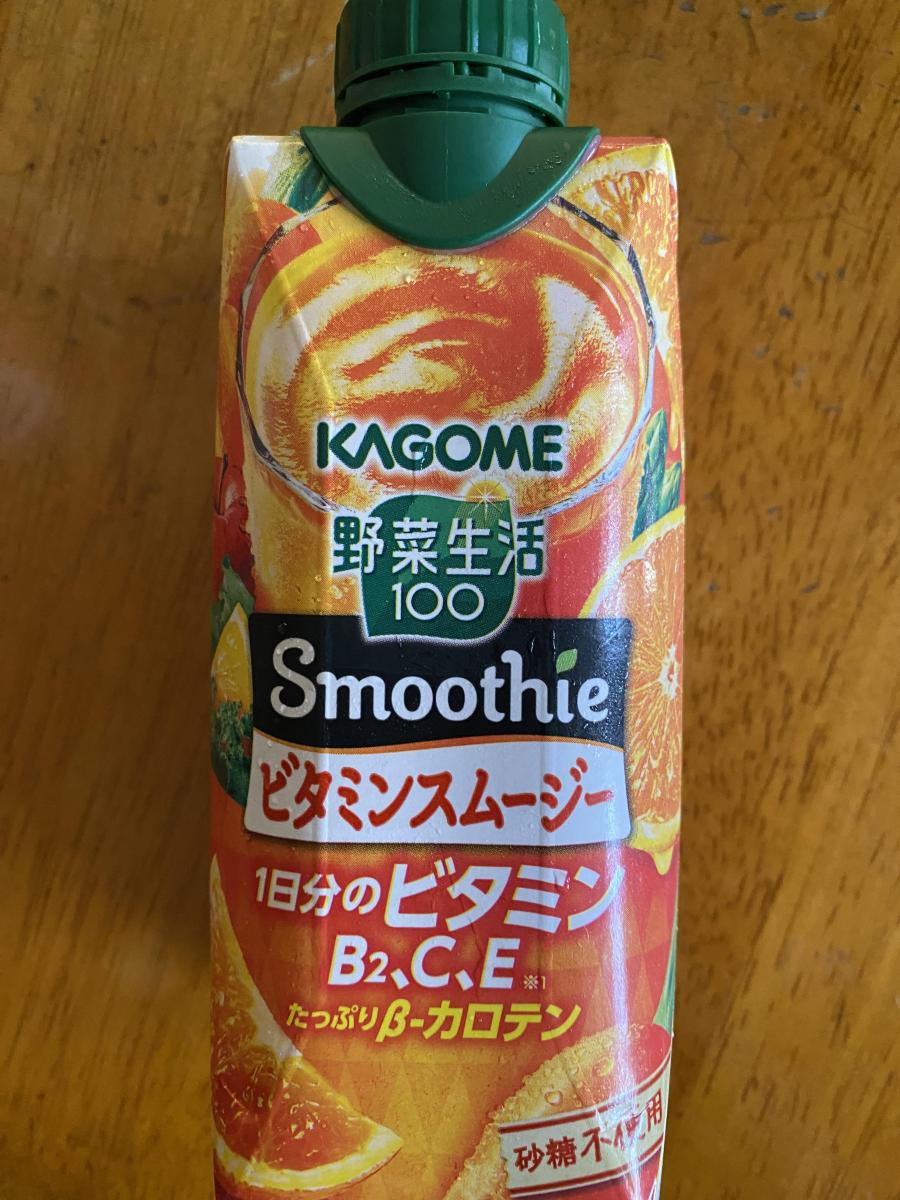 KAGOME
野菜生活
100
Smoothie
ビタミンスムージー
1日分のビタミン
B2、C、E ※1
たっぷりβ-カロテン
砂糖不使用